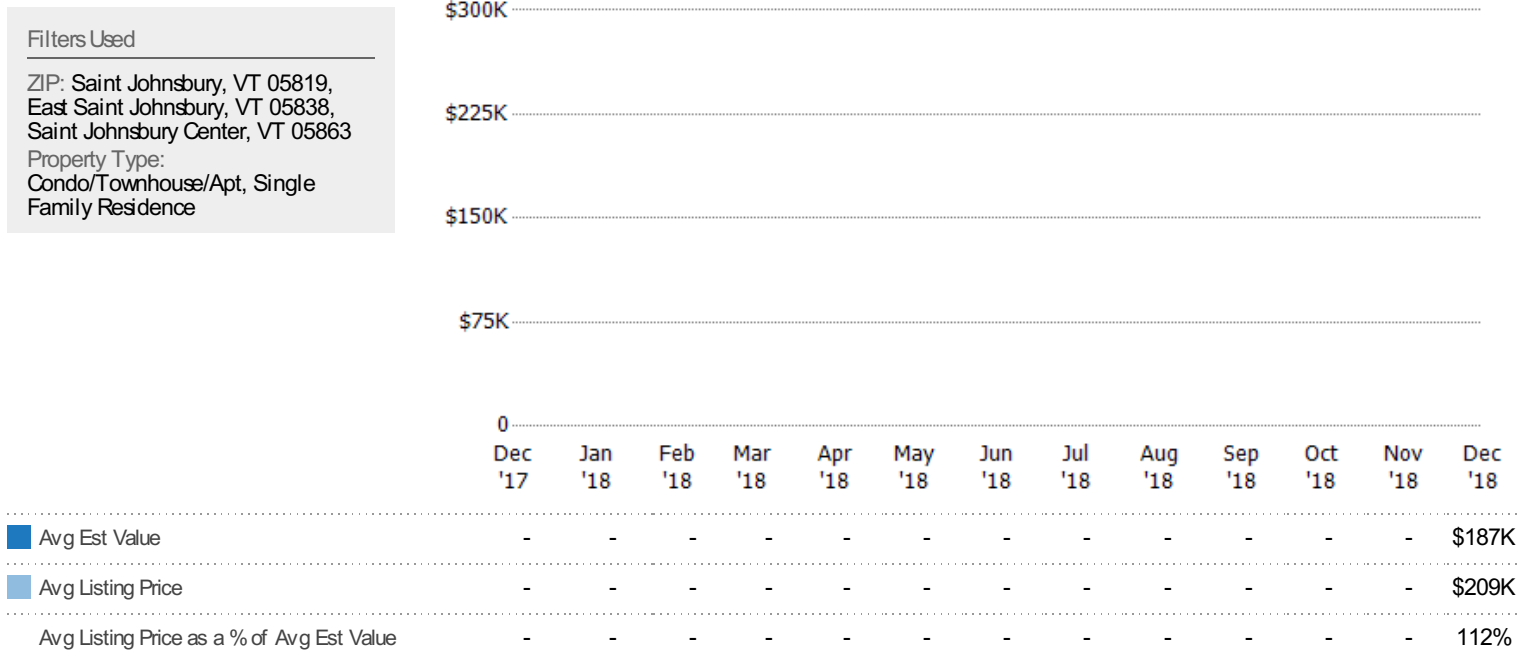 Filters Used
ZIP: Saint Johnsbury, VT 05819,
East Saint Johnsbury, VT 05838,
Saint Johnsbury Center, VT 05863
Property Type:
Condo/Townhouse/Apt, Single
Family Residence
$300K
$225K
$150K
$75K
0
Dec Jan Feb Mar Apr May Jun Jul Aug Sep Oct Nov Dec
'17 '18 '18 '18 '18 '18 '18 '18 '18 '18 '18 '18 '18
Avg Est Value - - - - - - - - - - - - $187K
Avg Listing Price - - - - - - - - - - - - $209K
Avg Listing Price as a % of Avg Est Value - - - - - - - - - - - - 112%